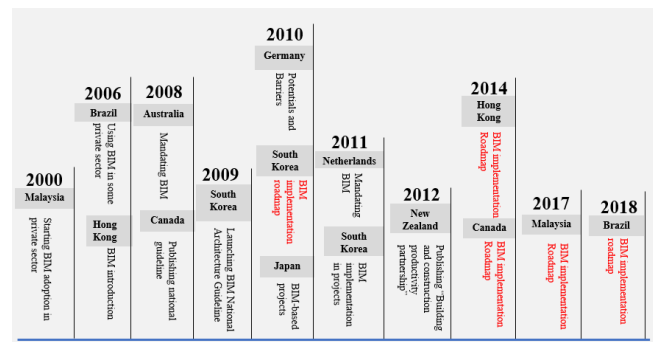 2000
Malaysia
Starting BIM adoption in
private sector
2006
Brazil
Using BIM in some
private sector
Hong
Kong
BIM introduction
2008
Australia
Mandating BIM
Canada
Publishing national
guideline
2009
South
Korea
Launching BIM National
Architecture Guideline
2010
Germany
Potentials and
Barriers
South
Korea
BIM
implementation
roadmap
Japan
BIM-based
projects
2011
Netherlands
Mandating
BIM
South
Korea
BIM
implementation
in projects
2012
New
Zealand
Publishing "Building
and construction
productivity
partnership"
2014
Hong
Kong
BIM implementation
Roadmap
Canada
BIM implementation
Roadmap
2017
Malaysia
BIM implementation
Roadmap
2018
Brazil
BIM implementation
roadmap